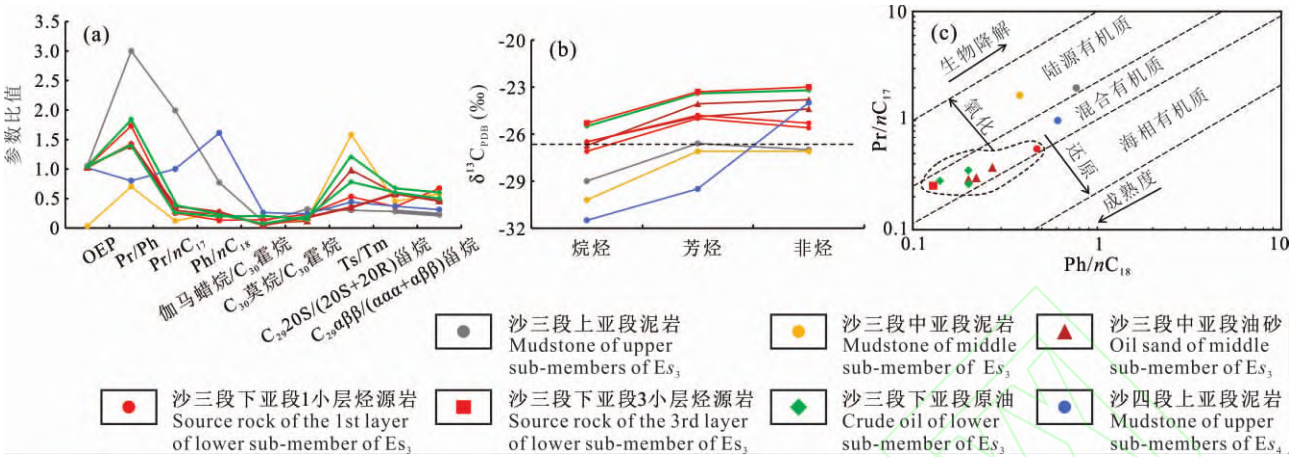 (a)
参数比值
3.5
3.0
2.5
2.0
1.5
1.0
0.5
0
OEP
Pr/Ph
Pr/nC₁₇
Ph/nC₁₈
伽马蜡烷/C₃₀霍烷
C₃₀莫烷/C₃₀霍烷
Ts/Tm
C₂₉20S/(20S+20R)甾烷
C₂₉αββ/(ααα+αββ)甾烷
(b)
δ¹³C_PDB (‰)
-20
-23
-26
-29
-32
烷烃
芳烃
非烃
(c)
Pr/nC₁₇
10
1
0.1
0.1
1
10
Ph/nC₁₈
生物降解
陆源有机质
混合有机质
海相有机质
氧化
还原
成熟度
沙三段上亚段泥岩
Mudstone of upper
sub-members of Es₃
沙三段中亚段泥岩
Mudstone of middle
sub-member of Es₃
沙三段中亚段油砂
Oil sand of middle
sub-member of Es₃
沙三段下亚段1小层烃源岩
Source rock of the 1st layer
of lower sub-member of Es₃
沙三段下亚段3小层烃源岩
Source rock of the 3rd layer
of lower sub-member of Es₃
沙三段下亚段原油
Crude oil of lower
sub-member of Es₃
沙四段上亚段泥岩
Mudstone of upper
sub-members of Es₄